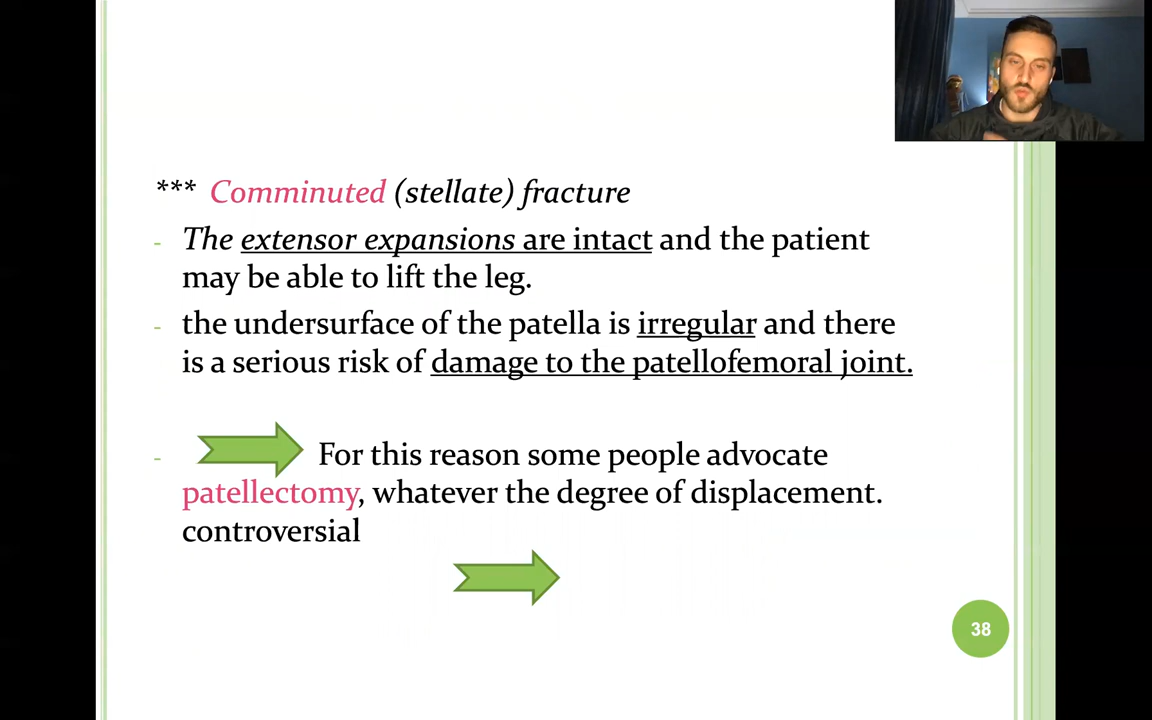 *** Comminuted (stellate) fracture
- The extensor expansions are intact and the patient
may be able to lift the leg.
- the undersurface of the patella is irregular and there
is a serious risk of damage to the patellofemoral joint.
- For this reason some people advocate
patellectomy, whatever the degree of displacement.
controversial
38